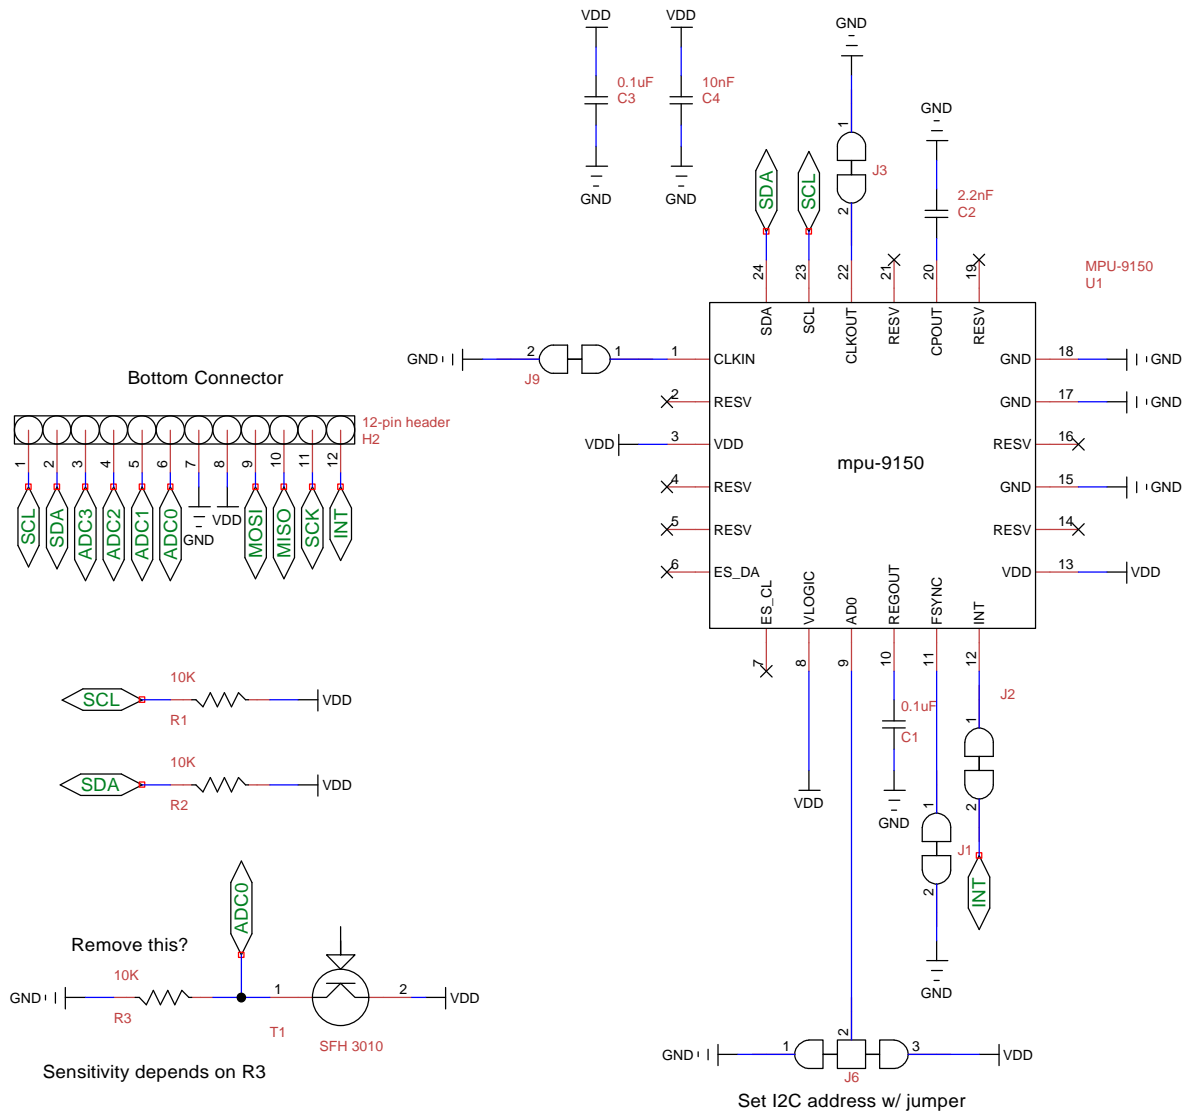 VDD
0.1uF
C3
GND
VDD
10nF
C4
GND
GND
1
J3
2
GND
2.2nF
C2
SDA
SCL
24
23
22
21
20
19
MPU-9150
U1
SDA
SCL
CLKOUT
RESV
CPOUT
RESV
GND
2
J9
1
1
CLKIN
2
RESV
VDD
3
VDD
4
RESV
5
RESV
6
ES_DA
mpu-9150
GND
18
GND
GND
17
GND
RESV
16
GND
15
GND
RESV
14
VDD
13
VDD
ES_CL
VLOGIC
AD0
REGOUT
FSYNC
INT
7
8
9
10
11
12
VDD
0.1uF
C1
GND
J2
1
2
INT
1
J1
2
GND
GND
1
2
3
VDD
J6
Set I2C address w/ jumper
Bottom Connector
12-pin header
H2
1
2
3
4
5
6
7
8
9
10
11
12
SCL
SDA
ADC3
ADC2
ADC1
ADC0
GND
VDD
MOSI
MISO
SCK
INT
10K
SCL
VDD
R1
10K
SDA
VDD
R2
ADC0
Remove this?
10K
GND
1
2
VDD
R3
T1
SFH 3010
Sensitivity depends on R3